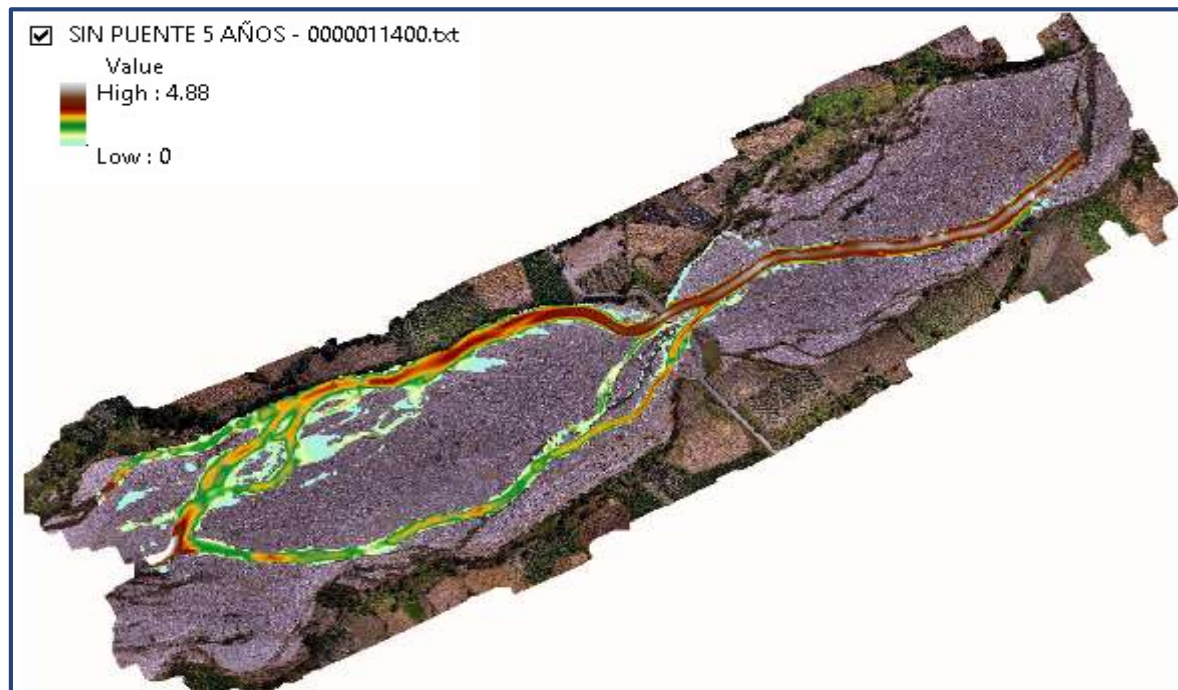 SIN PUENTE 5 AÑOS - 0000011400.txt
Value
High : 4.88
Low : 0